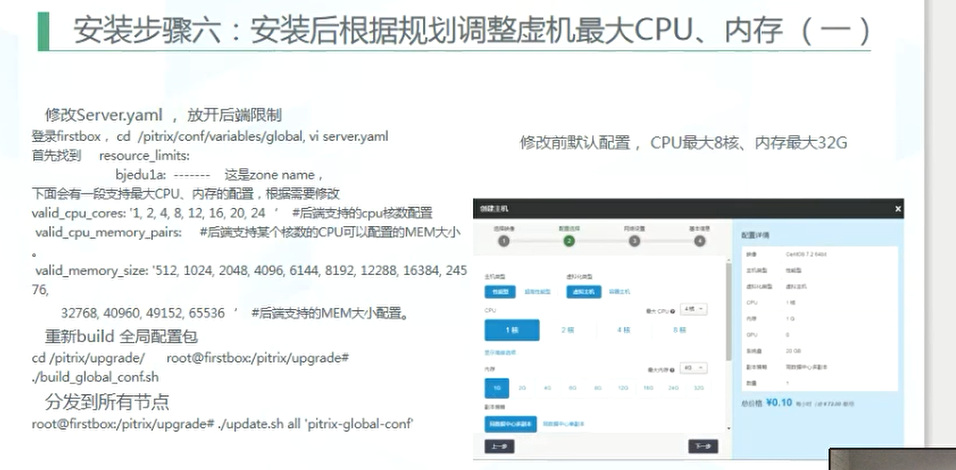 安装步骤六：安装后根据规划调整虚机最大CPU、内存（一）
修改Server.yaml ， 放开后端限制
登录firstbox， cd /pitrix/conf/variables/global, vi server.yaml
首先找到 resource_limits:
bjedu1a: ------- 这是zone name，
下面会有一段支持最大CPU、内存的配置，根据需要修改
valid_cpu_cores: '1, 2, 4, 8, 12, 16, 20, 24 ’ #后端支持的cpu核数配置
valid_cpu_memory_pairs: #后端支持某个核数的CPU可以配置的MEM大小
。
valid_memory_size: '512, 1024, 2048, 4096, 6144, 8192, 12288, 16384, 245
76,
32768, 40960, 49152, 65536 ’ #后端支持的MEM大小配置。
重新build 全局配置包
cd /pitrix/upgrade/ root@firstbox:/pitrix/upgrade#
./build_global_conf.sh
分发到所有节点
root@firstbox:/pitrix/upgrade# ./update.sh all 'pitrix-global-conf'
修改前默认配置， CPU最大8核、内存最大32G
创建主机 x
选择映像 配置选择 网络设置 基本信息
1 2 3 4
主机类型 虚拟化类型
性能型 超高性能型 虚拟主机
CPU 最大 CPU 4 核
1 核 2 核 4 核 8 核
内存 最大内存 4G
1G 2G 4G 6G 8G 12G 16G 24G 32G
副本策略
上一步 下一步
配置详情
映像 CentOS 7.2 64bit
主机类型 性能型
虚拟化类型 虚拟主机
CPU 1 核
内存 1 G
GPU 0
系统盘 20 GB
副本策略
数量 1
总价格 ¥0.10 每小时